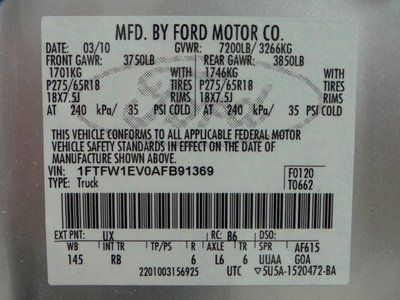 MFD. BY FORD MOTOR CO.
DATE: 03/10 GVWR: 7200LB/ 3266KG
FRONT GAWR: 3750LB REAR GAWR: 3850LB
1701KG WITH 1746KG WITH
P275/65R18 TIRES P275/65R18 TIRES
18X7.5J RIMS 18X7.5J RIMS
AT 240 kPa/ 35 PSI COLD AT 240 kPa/ 35 PSI COLD
THIS VEHICLE CONFORMS TO ALL APPLICABLE FEDERAL MOTOR
VEHICLE SAFETY STANDARDS IN EFFECT ON THE DATE OF
MANUFACTURE SHOWN ABOVE.
VIN: 1FTFW1EV0AFB91369 F0120
TYPE: Truck T0662
EXT PNT: UX RC: 86 DSO:
WB INT TR TP/PS R AXLE TR SPR AF615
145 RB 6 L6 6 UUAA GOA
2201003156925 UTC ▽5U5A-1520472-BA